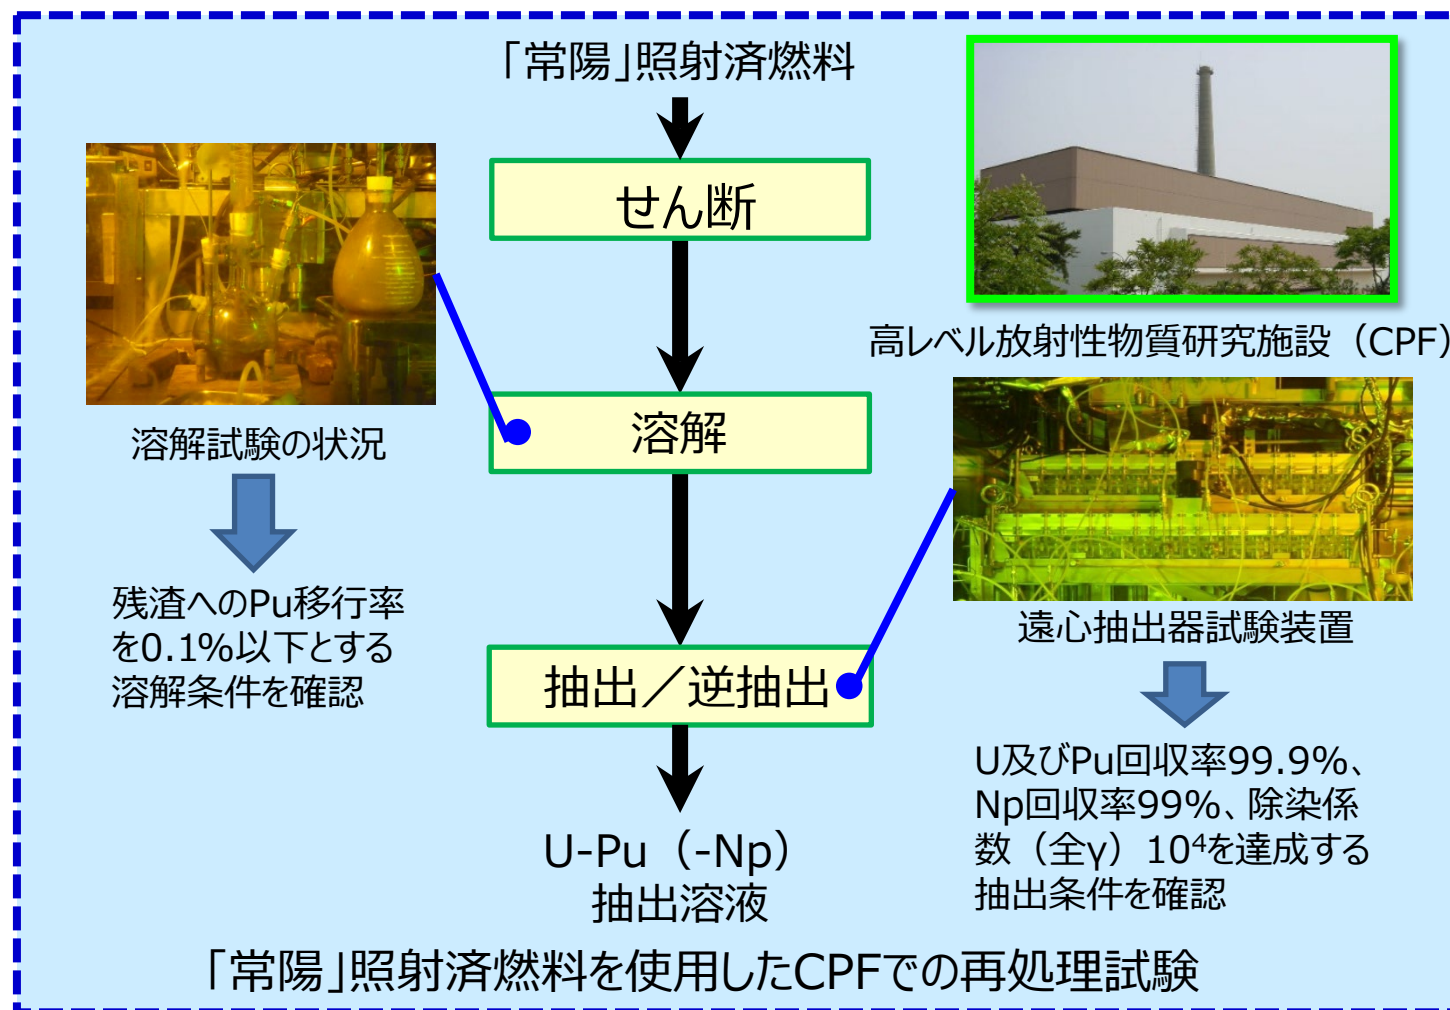 「常陽」照射済燃料
せん断
高レベル放射性物質研究施設（CPF）
溶解
溶解試験の状況
残渣へのPu移行率
を0.1%以下とする
溶解条件を確認
遠心抽出器試験装置
抽出／逆抽出
U及びPu回収率99.9%、
Np回収率99%、除染係
数（全γ）10⁴を達成する
抽出条件を確認
U-Pu（-Np）
抽出溶液
「常陽」照射済燃料を使用したCPFでの再処理試験